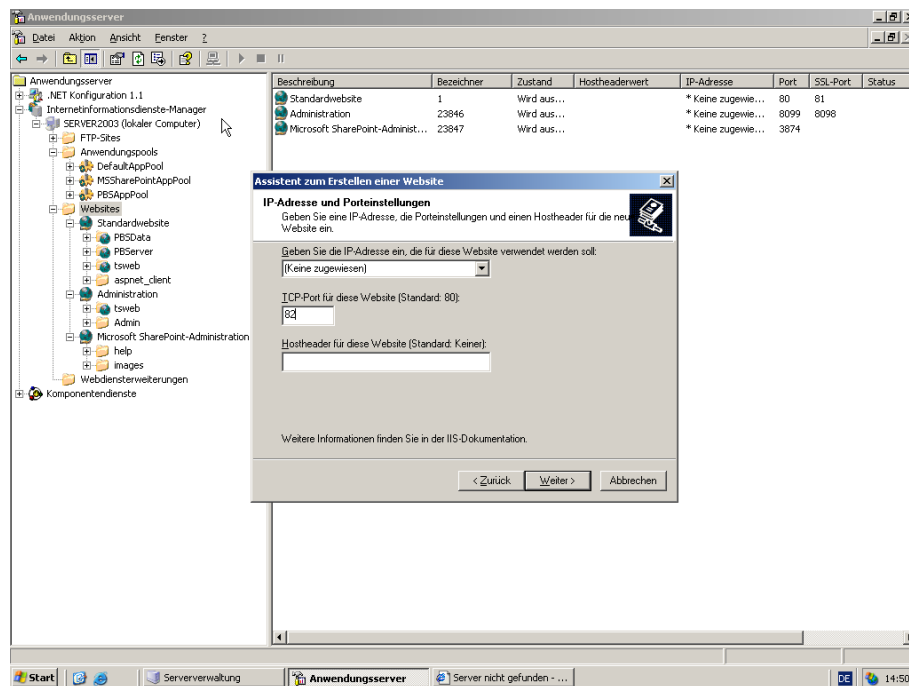 Anwendungsserver
Datei Aktion Ansicht Fenster ?
Anwendungsserver
.NET Konfiguration 1.1
Internetinformationsdienste-Manager
SERVER2003 (lokaler Computer)
FTP-Sites
Anwendungspools
DefaultAppPool
MSSharePointAppPool
PBSAppPool
Websites
Standardwebsite
PBSData
PBServer
tsweb
aspnet_client
Administration
tsweb
Admin
Microsoft SharePoint-Administration
help
images
Webdiensterweiterungen
Komponentendienste
Beschreibung Bezeichner Zustand Hostheaderwert IP-Adresse Port SSL-Port Status
Standardwebsite 1 Wird aus... * Keine zugewie... 80 81
Administration 23846 Wird aus... * Keine zugewie... 8099 8098
Microsoft SharePoint-Administ... 23847 Wird aus... * Keine zugewie... 3874
Assistent zum Erstellen einer Website
IP-Adresse und Porteinstellungen
Geben Sie eine IP-Adresse, die Porteinstellungen und einen Hostheader für die neu
Website ein.
Geben Sie die IP-Adresse ein, die für diese Website verwendet werden soll:
(Keine zugewiesen)
TCP-Port für diese Website (Standard: 80):
82
Hostheader für diese Website (Standard: Keiner):
Weitere Informationen finden Sie in der IIS-Dokumentation.
< Zurück Weiter > Abbrechen
Start Serververwaltung Anwendungsserver Server nicht gefunden - ... DE 14:50